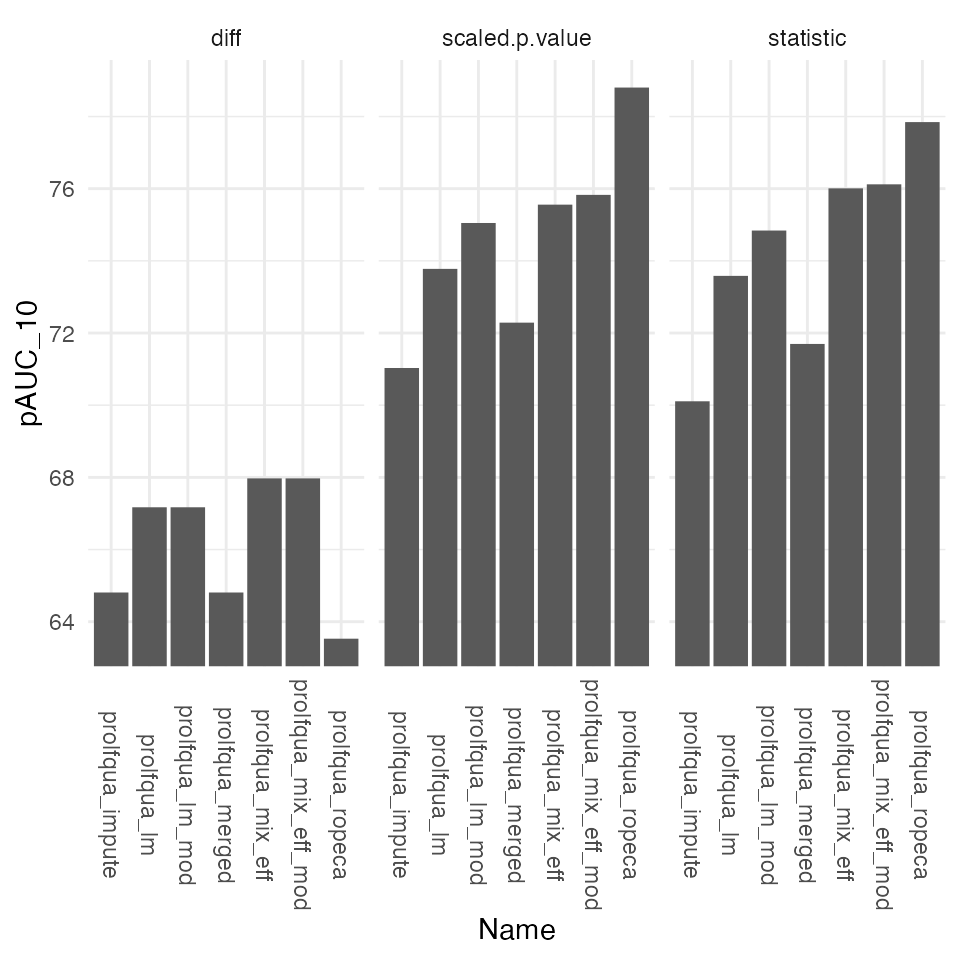 diff
scaled.p.value
statistic
pAUC_10
76
72
68
64
prolfqua_impute
prolfqua_lm
prolfqua_lm_mod
prolfqua_merged
prolfqua_mix_eff
prolfqua_mix_eff_mod
prolfqua_ropeca
prolfqua_impute
prolfqua_lm
prolfqua_lm_mod
prolfqua_merged
prolfqua_mix_eff
prolfqua_mix_eff_mod
prolfqua_ropeca
prolfqua_impute
prolfqua_lm
prolfqua_lm_mod
prolfqua_merged
prolfqua_mix_eff
prolfqua_mix_eff_mod
prolfqua_ropeca
Name